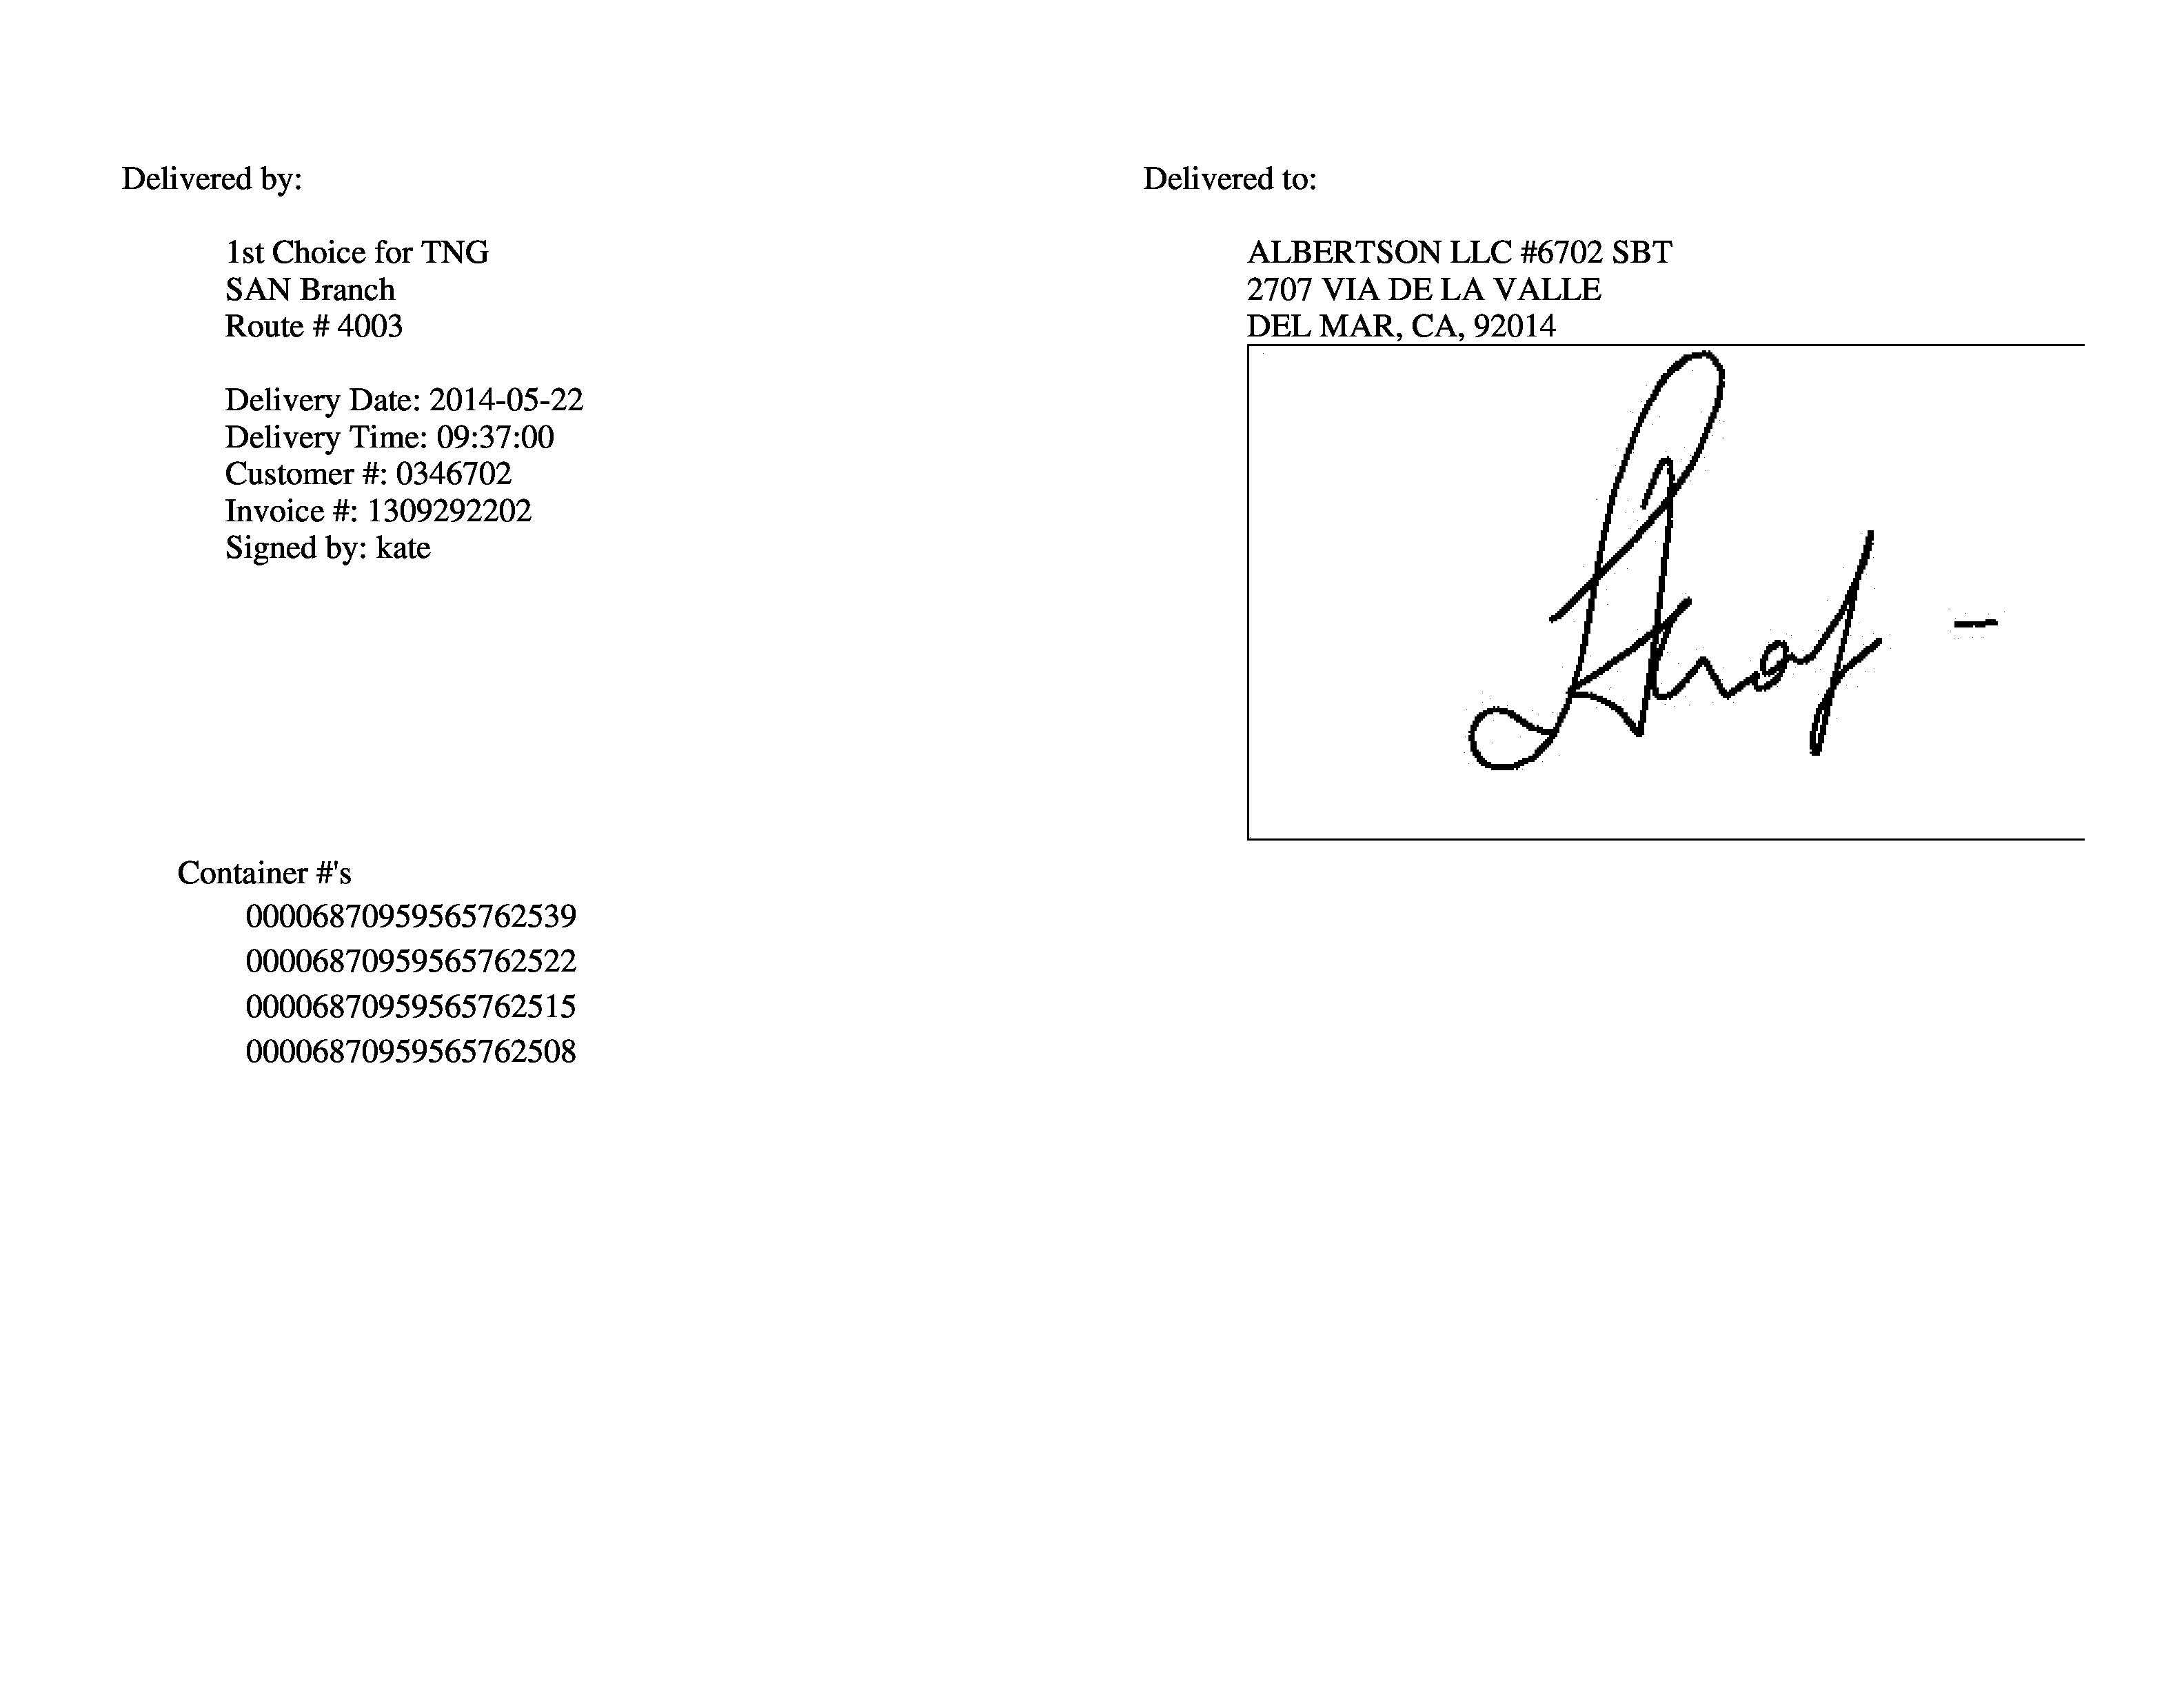 Delivered by:
1st Choice for TNG
SAN Branch
Route # 4003
Delivery Date: 2014-05-22
Delivery Time: 09:37:00
Customer #: 0346702
Invoice #: 1309292202
Signed by: kate
Delivered to:
ALBERTSON LLC #6702 SBT
2707 VIA DE LA VALLE
DEL MAR, CA, 92014
Container #'s
00006870959565762539
00006870959565762522
00006870959565762515
00006870959565762508